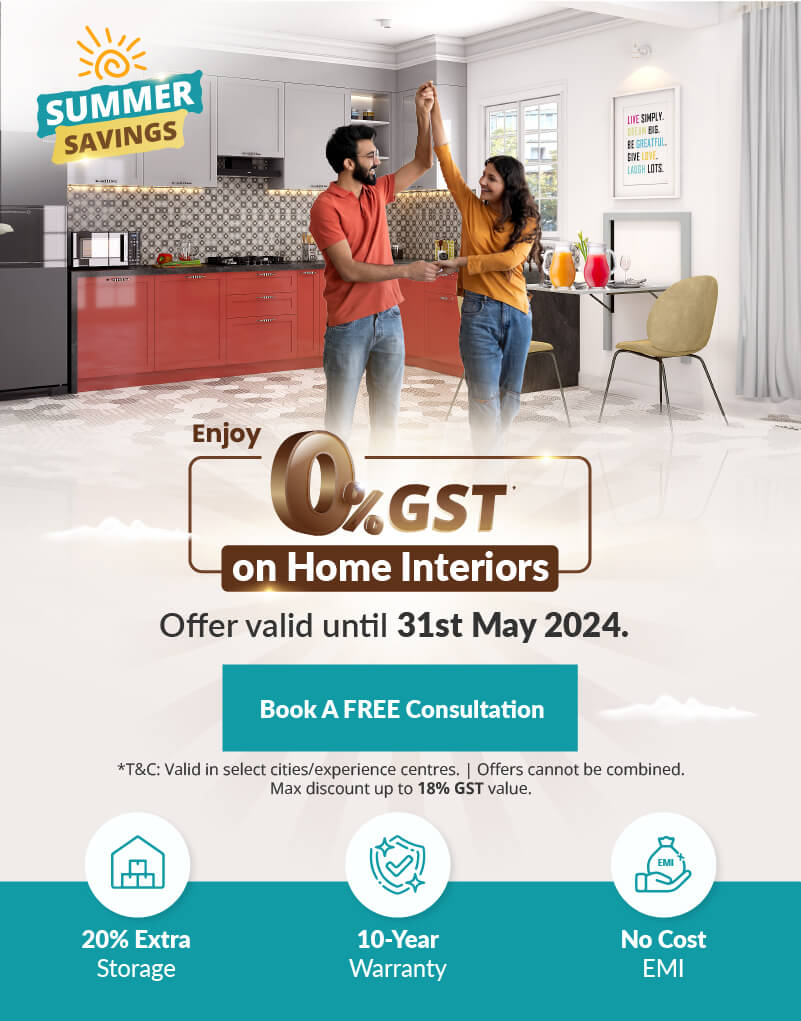 SUMMER
SAVINGS
LIVE SIMPLY.
DREAM BIG.
BE GREATFUL.
GIVE LOVE.
LAUGH LOTS.
Enjoy
0% GST*
on Home Interiors
Offer valid until 31st May 2024.
Book A FREE Consultation
*T&C: Valid in select cities/experience centres. | Offers cannot be combined.
Max discount up to 18% GST value.
EMI
20% Extra
Storage
10-Year
Warranty
No Cost
EMI